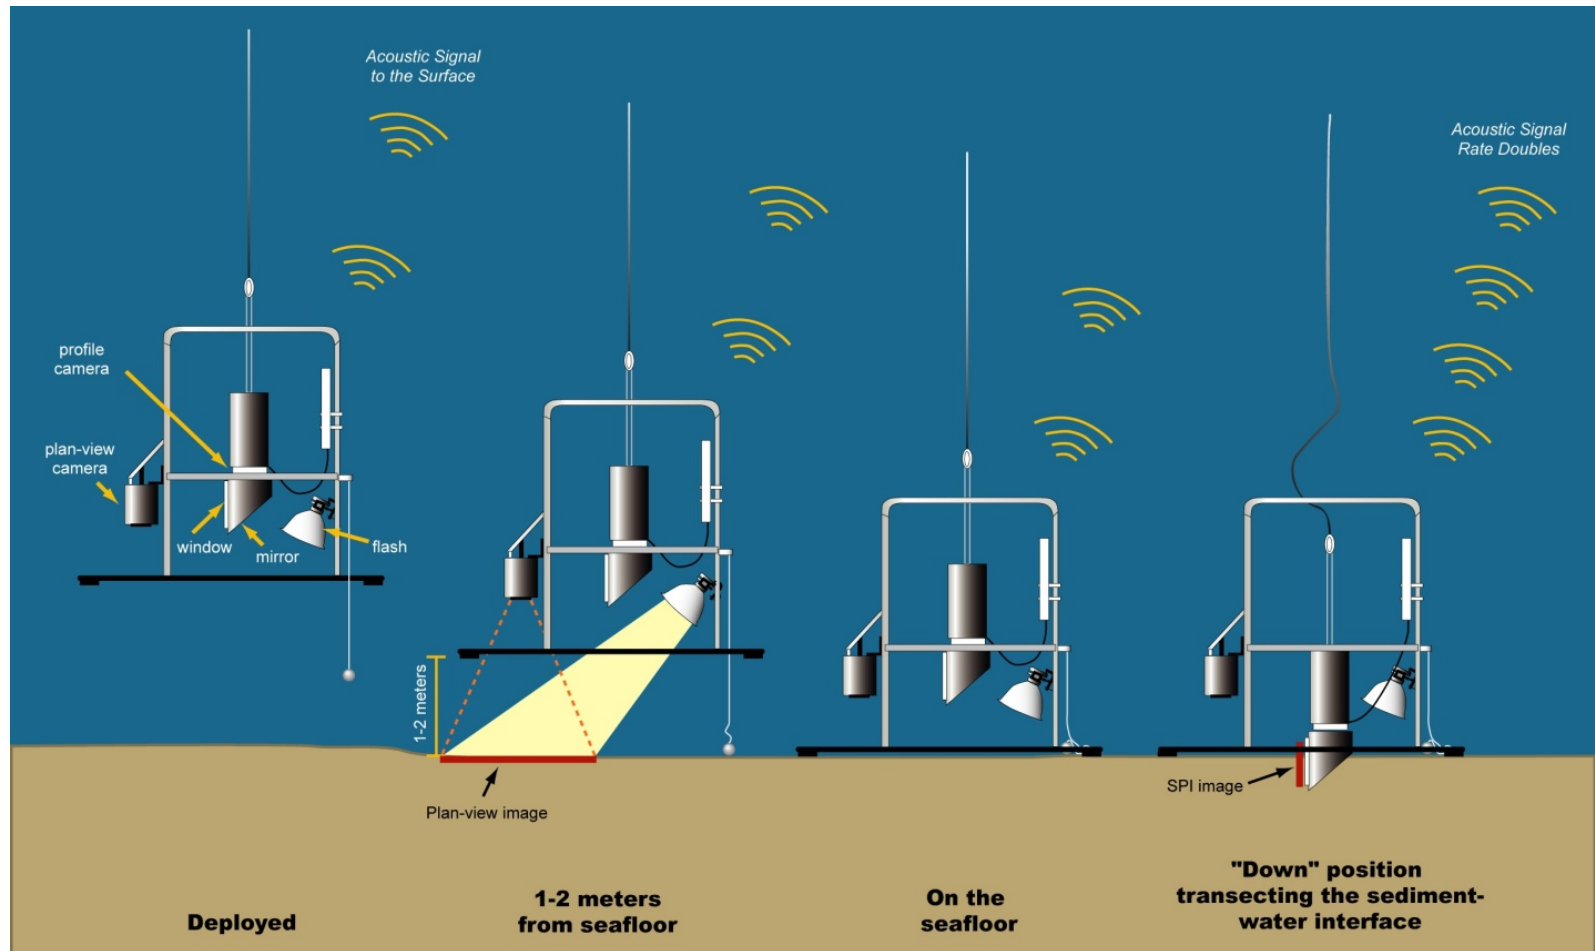 Acoustic Signal
to the Surface
Acoustic Signal
Rate Doubles
profile
camera
plan-view
camera
window
mirror
flash
1-2 meters
Plan-view image
SPI image
Deployed
1-2 meters
from seafloor
On the
seafloor
"Down" position
transecting the sediment-
water interface